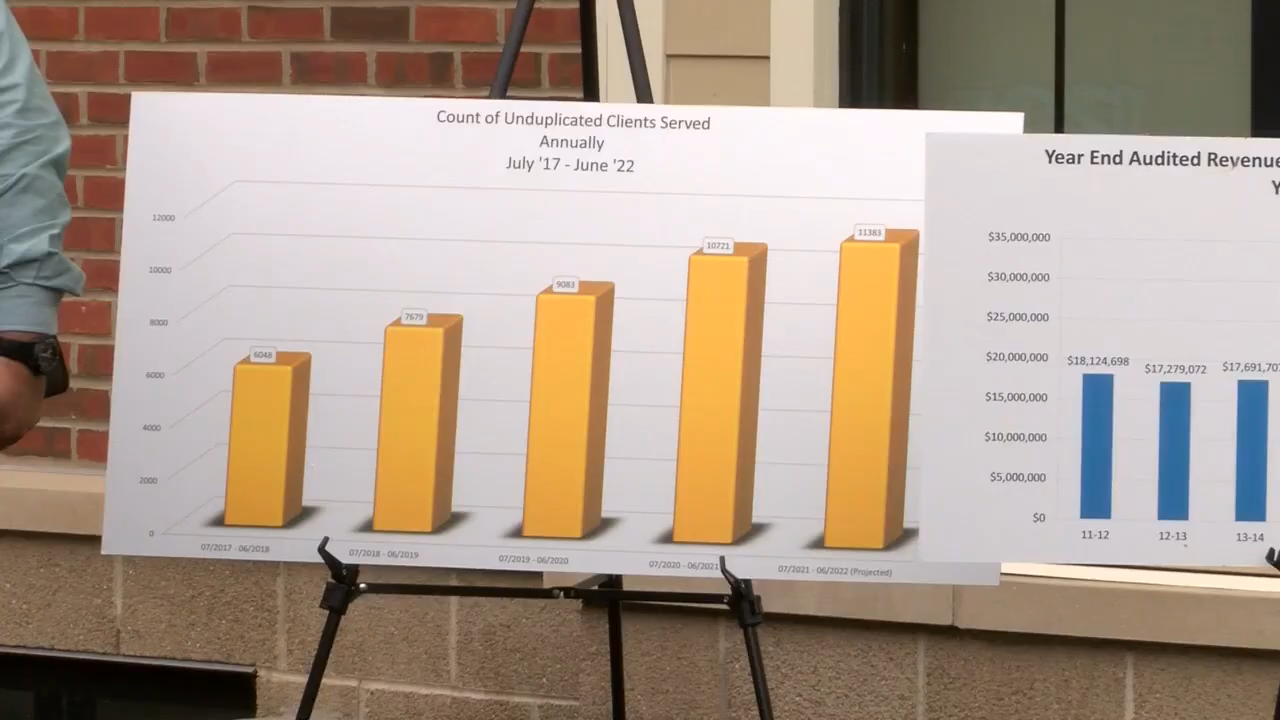 Count of Unduplicated Clients Served
Annually
July '17 - June '22
12000
10000
8000
6000
4000
2000
0
6048
7679
9083
10721
11383
07/2017 - 06/2018
07/2018 - 06/2019
07/2019 - 06/2020
07/2020 - 06/2021
07/2021 - 06/2022 (Projected)
Year End Audited Revenue
Y
$35,000,000
$30,000,000
$25,000,000
$20,000,000
$15,000,000
$10,000,000
$5,000,000
$0
$18,124,698
$17,279,072
$17,691,707
11-12
12-13
13-14